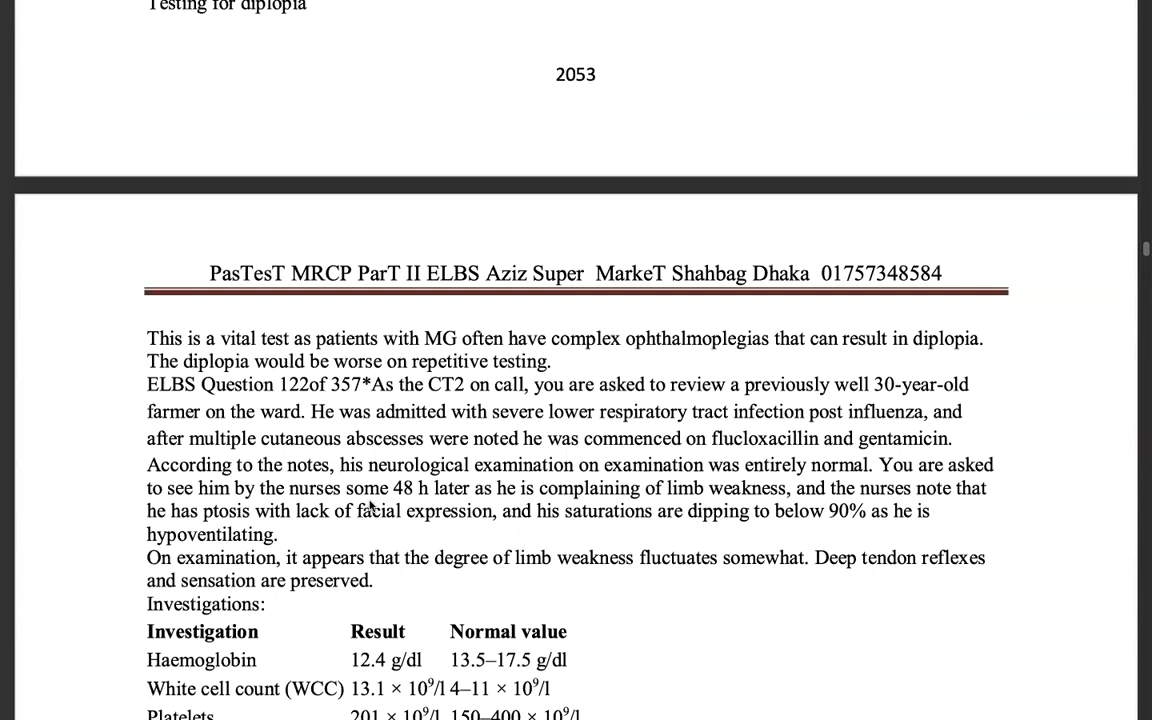 Testing for diplopia
2053
PasTesT MRCP ParT II ELBS Aziz Super MarkeT Shahbag Dhaka 01757348584
This is a vital test as patients with MG often have complex ophthalmoplegias that can result in diplopia.
The diplopia would be worse on repetitive testing.
ELBS Question 122of 357*As the CT2 on call, you are asked to review a previously well 30-year-old
farmer on the ward. He was admitted with severe lower respiratory tract infection post influenza, and
after multiple cutaneous abscesses were noted he was commenced on flucloxacillin and gentamicin.
According to the notes, his neurological examination on examination was entirely normal. You are asked
to see him by the nurses some 48 h later as he is complaining of limb weakness, and the nurses note that
he has ptosis with lack of facial expression, and his saturations are dipping to below 90% as he is
hypoventilating.
On examination, it appears that the degree of limb weakness fluctuates somewhat. Deep tendon reflexes
and sensation are preserved.
Investigations:
Investigation Result Normal value
Haemoglobin 12.4 g/dl 13.5–17.5 g/dl
White cell count (WCC) 13.1 × 10⁹/l 4–11 × 10⁹/l
Platelets 201 × 10⁹/l 150–400 × 10⁹/l